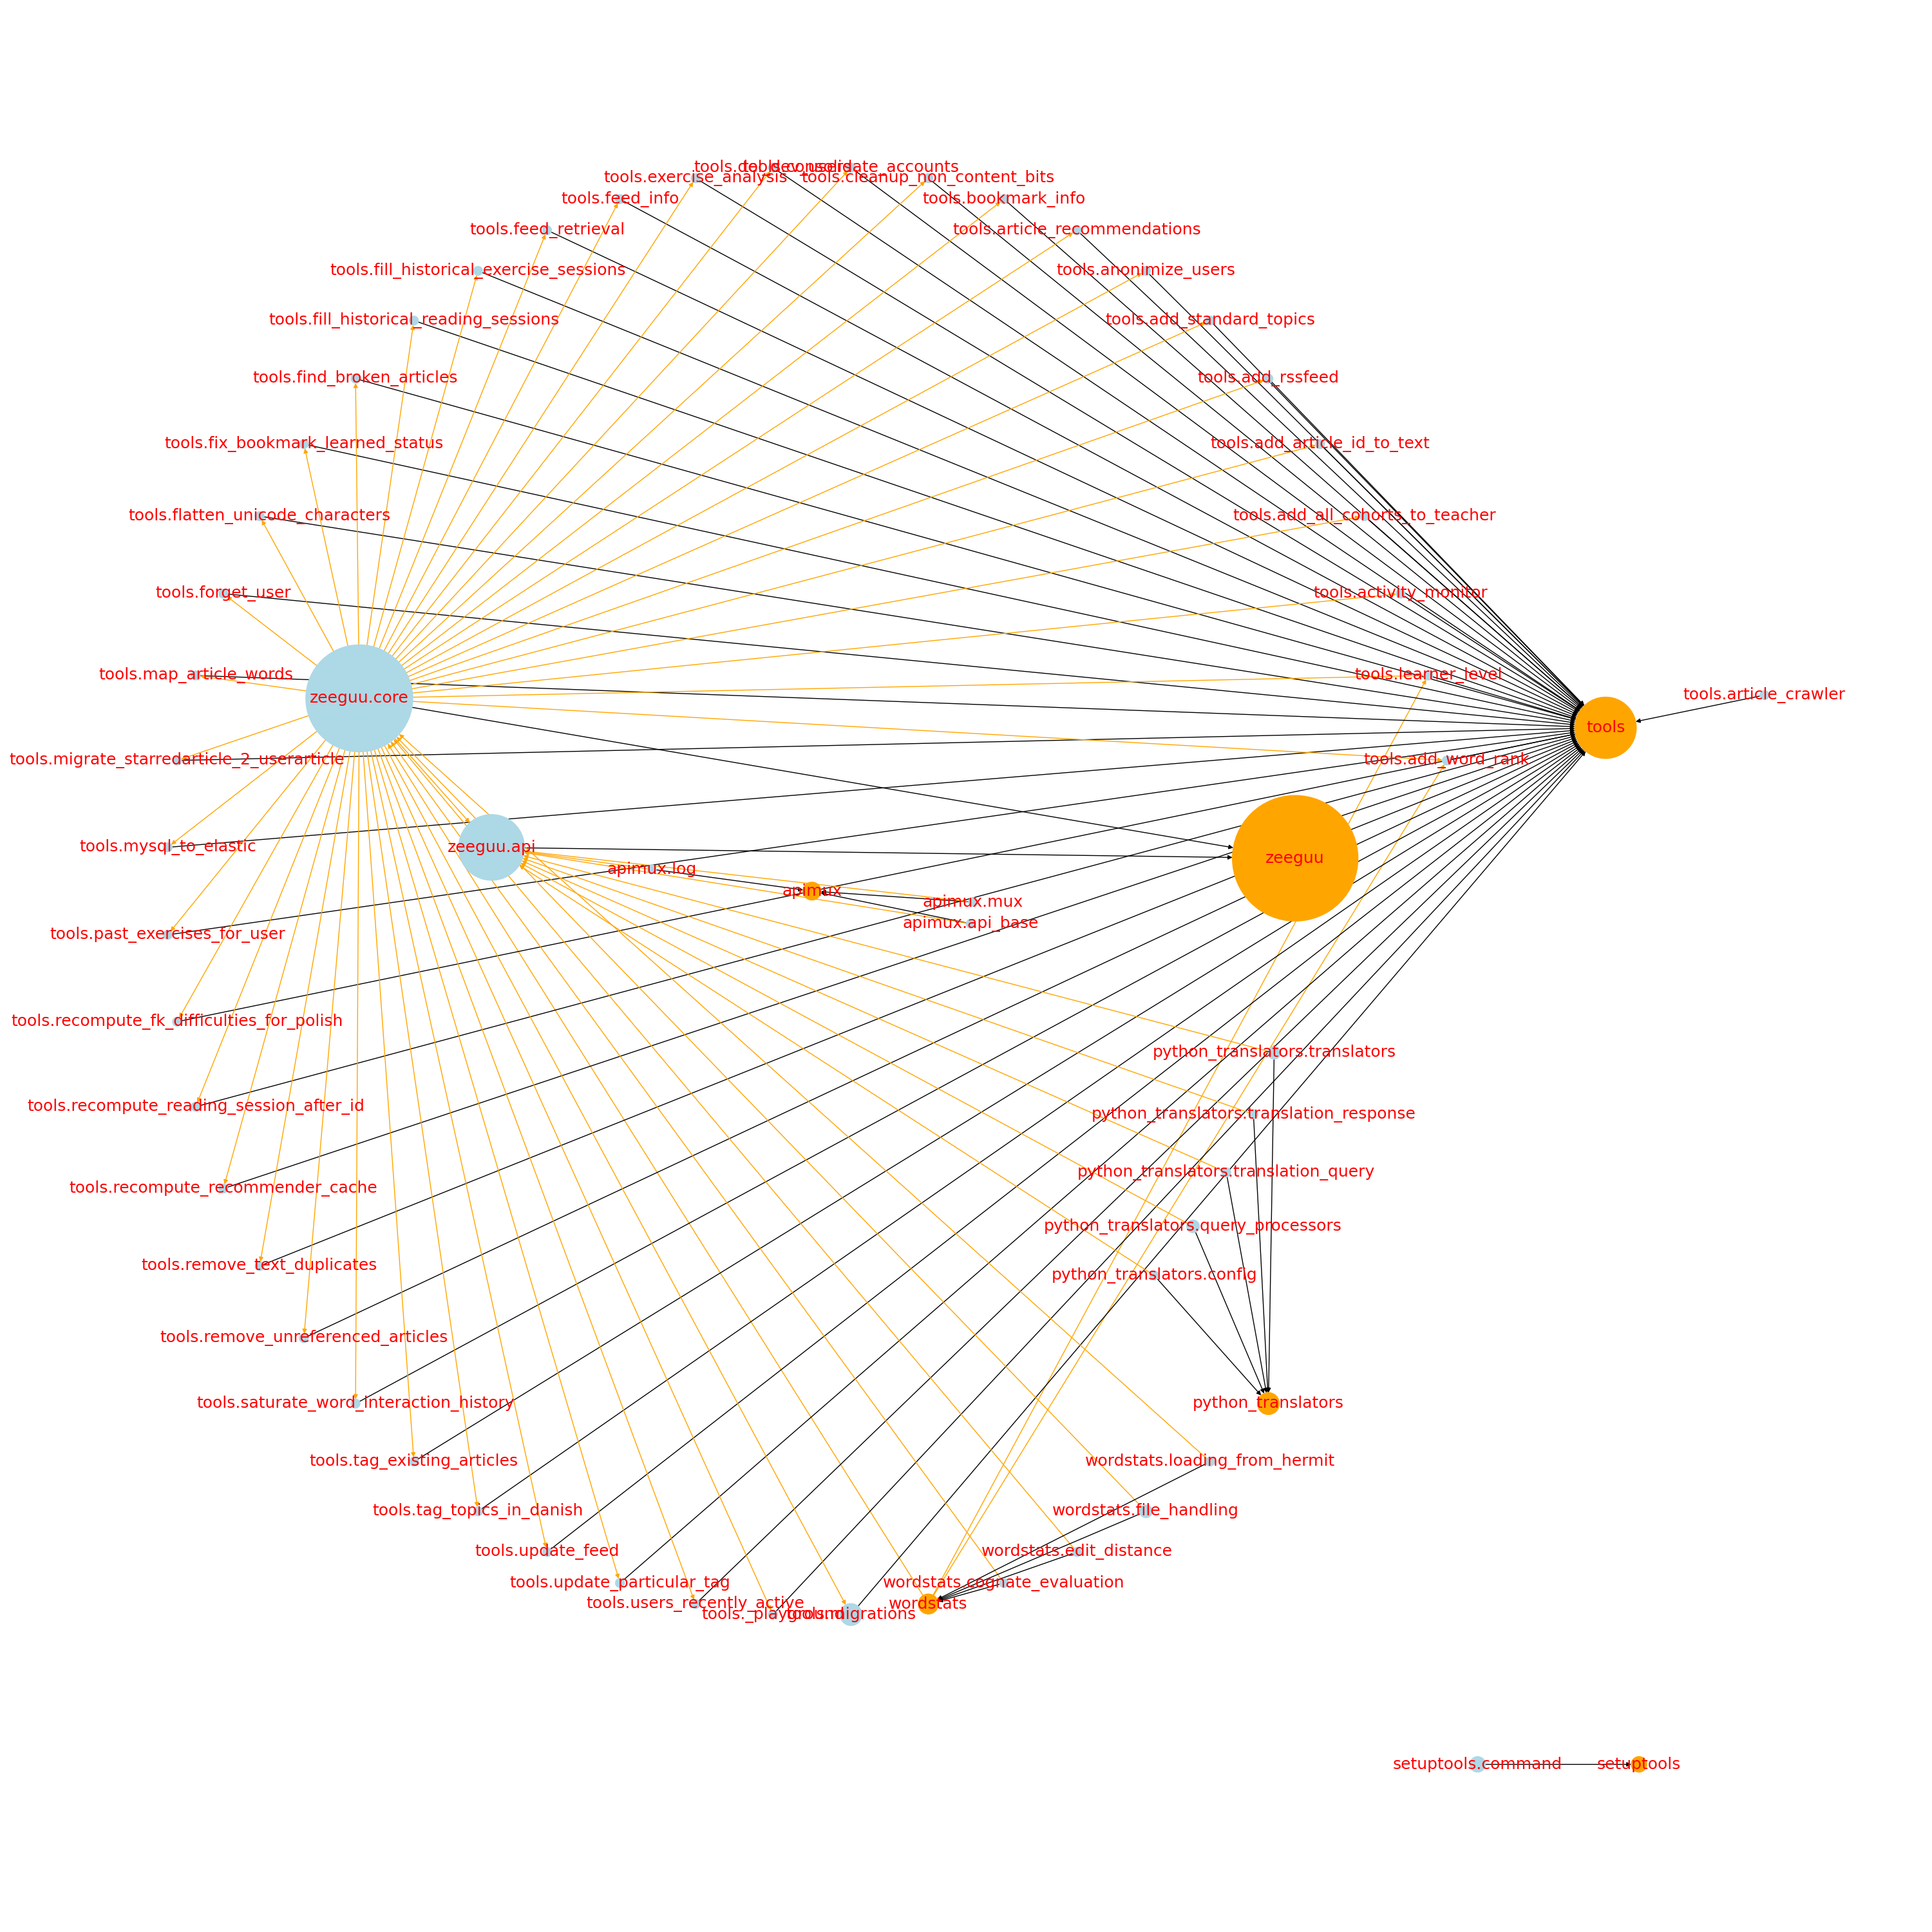 tools.del_dev_users
tools.consolidate_accounts
tools.exercise_analysis
tools.cleanup_non_content_bits
tools.feed_info
tools.bookmark_info
tools.feed_retrieval
tools.article_recommendations
tools.fill_historical_exercise_sessions
tools.anonimize_users
tools.fill_historical_reading_sessions
tools.add_standard_topics
tools.find_broken_articles
tools.add_rssfeed
tools.fix_bookmark_learned_status
tools.add_article_id_to_text
tools.flatten_unicode_characters
tools.add_all_cohorts_to_teacher
tools.forget_user
tools.activity_monitor
tools.map_article_words
tools.learner_level
zeeguu.core
tools.article_crawler
tools
tools.migrate_starredarticle_2_userarticle
tools.add_word_rank
tools.mysql_to_elastic
zeeguu.api
zeeguu
apimux.log
apimux
apimux.mux
apimux.api_base
tools.past_exercises_for_user
tools.recompute_fk_difficulties_for_polish
python_translators.translators
tools.recompute_reading_session_after_id
python_translators.translation_response
python_translators.translation_query
tools.recompute_recommender_cache
python_translators.query_processors
tools.remove_text_duplicates
python_translators.config
tools.remove_unreferenced_articles
tools.saturate_word_interaction_history
python_translators
tools.tag_existing_articles
wordstats.loading_from_hermit
tools.tag_topics_in_danish
wordstats.file_handling
tools.update_feed
wordstats.edit_distance
tools.update_particular_tag
wordstats.cognate_evaluation
tools.users_recently_active
wordstats
tools._playground
tools.migrations
setuptools.command
setuptools